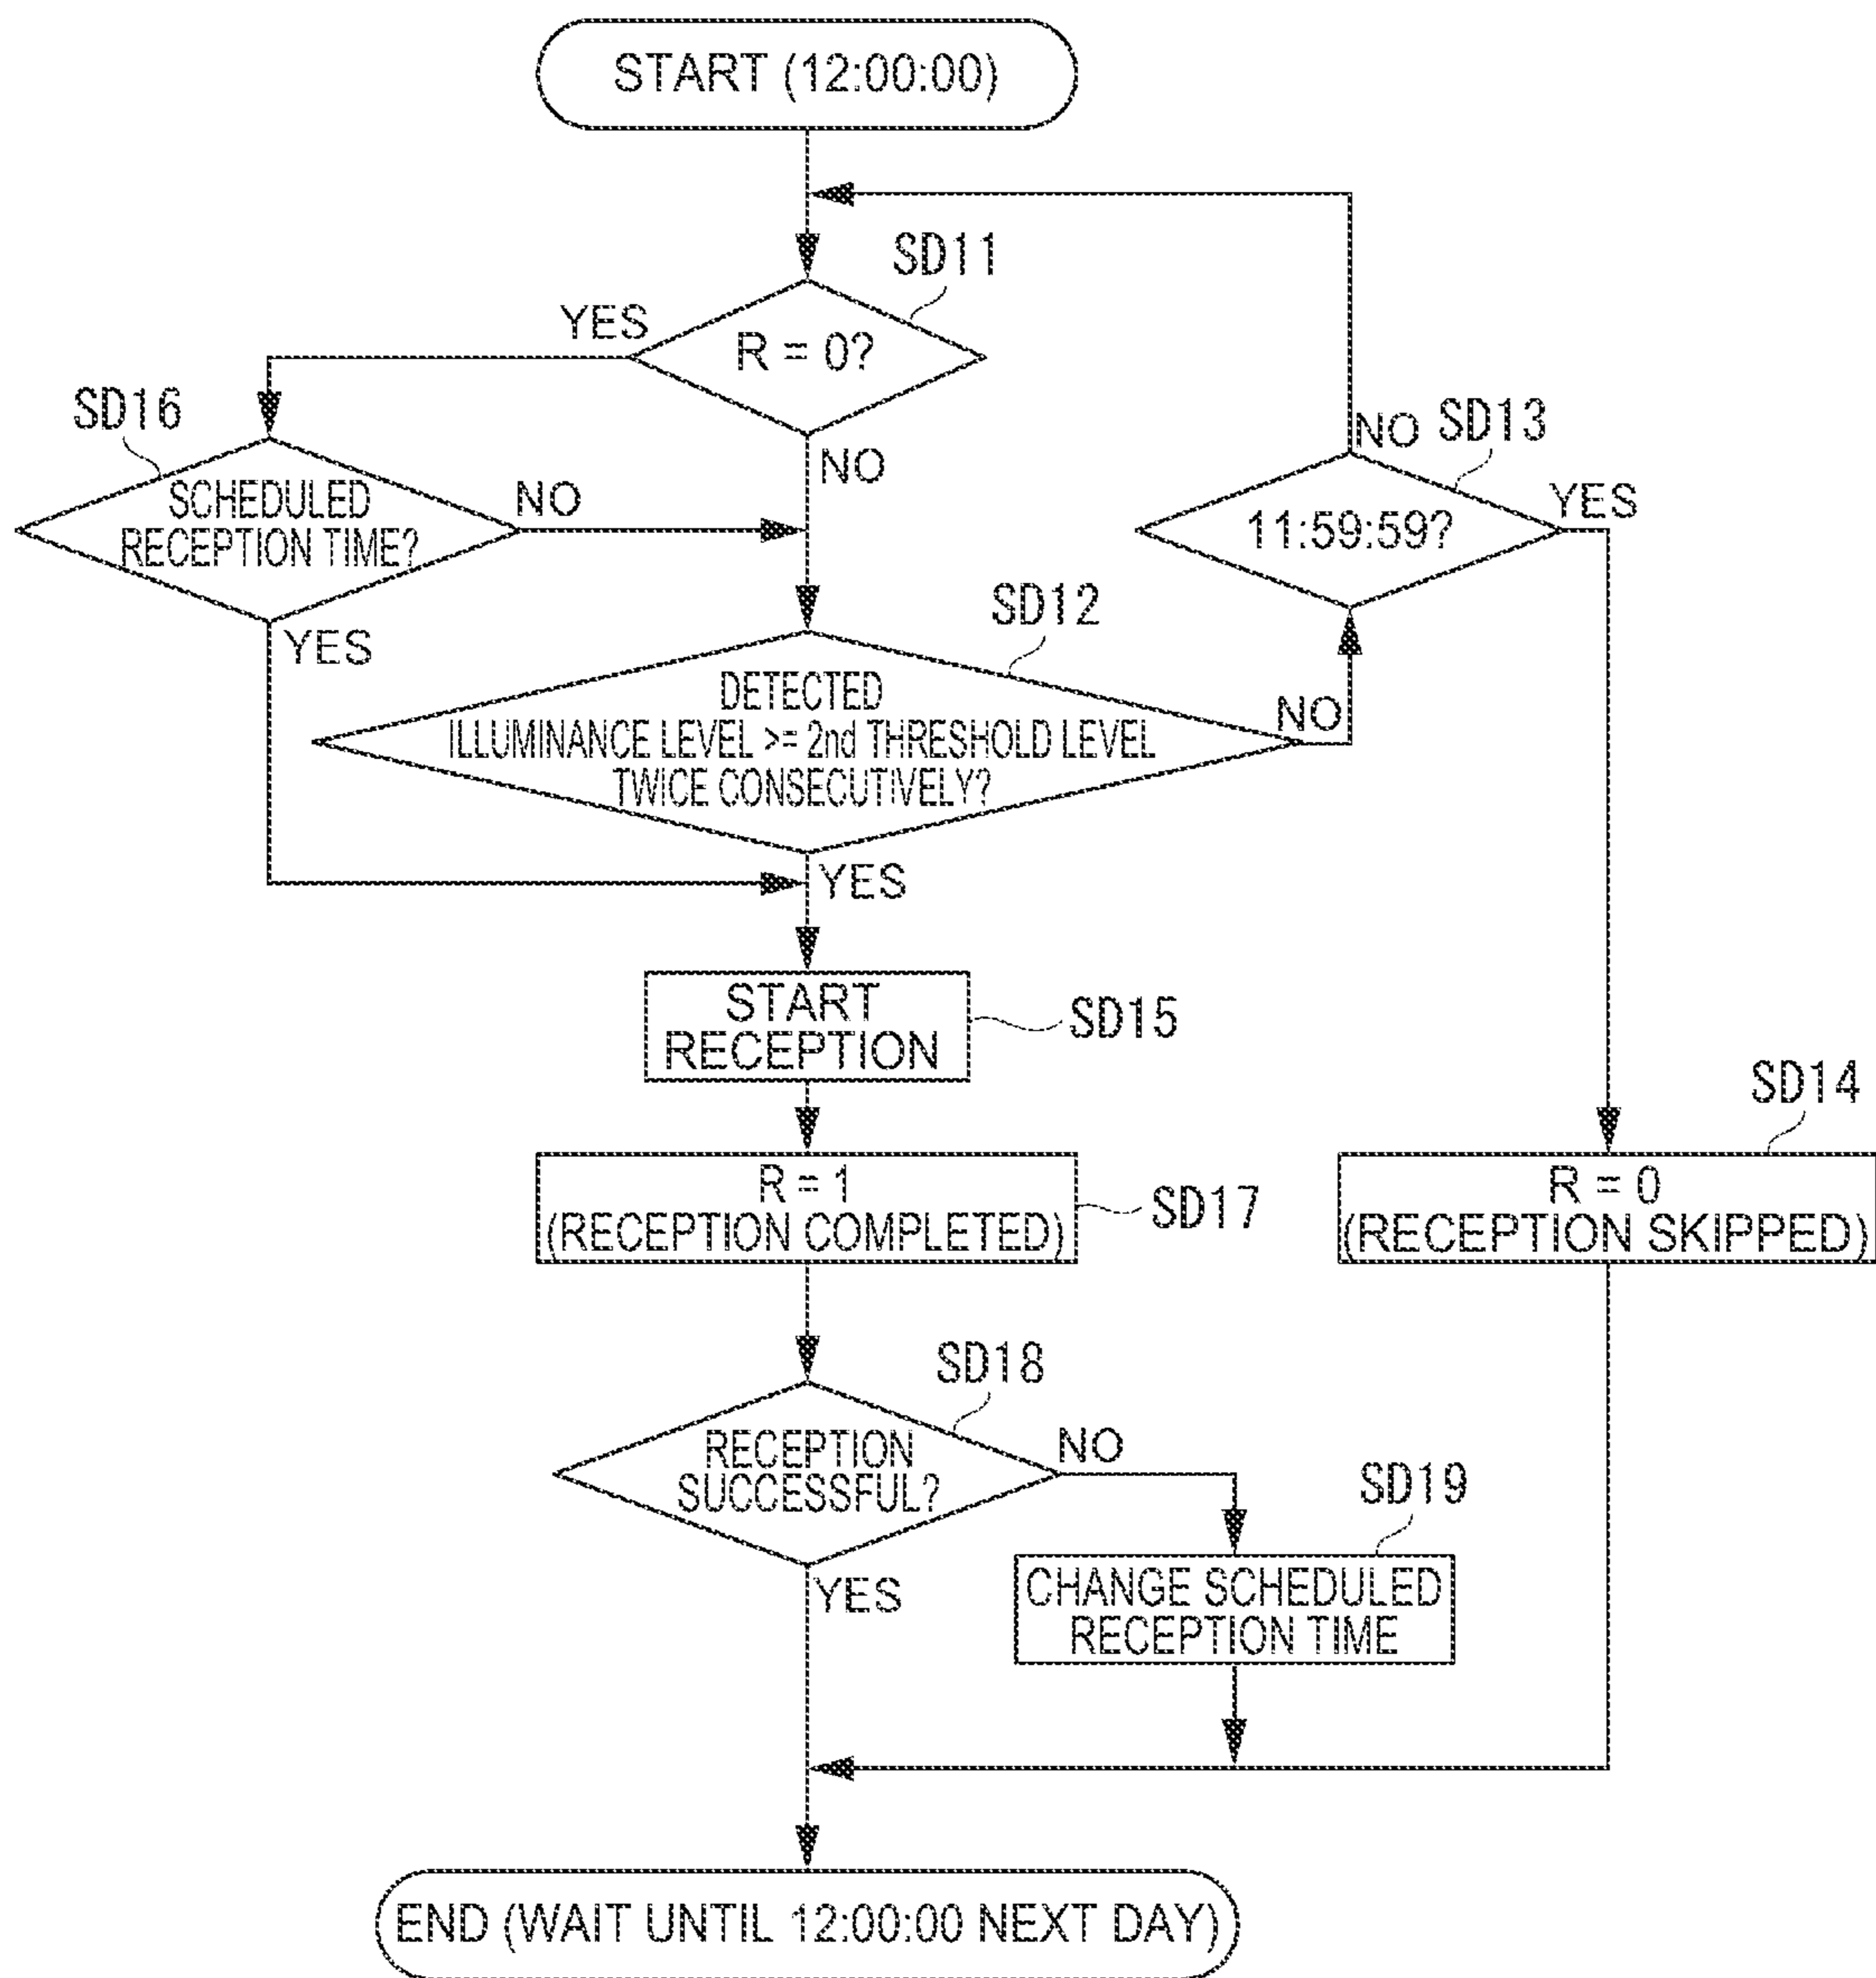 START (12:00:00)
SD11
YES
R = 0?
SD16
NO
SD13
NO
SCHEDULED
RECEPTION TIME?
NO
11:59:59?
YES
SD12
YES
DETECTED
ILLUMINANCE LEVEL >= 2nd THRESHOLD LEVEL
TWICE CONSECUTIVELY?
NO
YES
START
RECEPTION
SD15
SD14
R = 1
(RECEPTION COMPLETED)
SD17
R = 0
(RECEPTION SKIPPED)
SD18
RECEPTION
SUCCESSFUL?
NO
SD19
YES
CHANGE SCHEDULED
RECEPTION TIME
END (WAIT UNTIL 12:00:00 NEXT DAY)